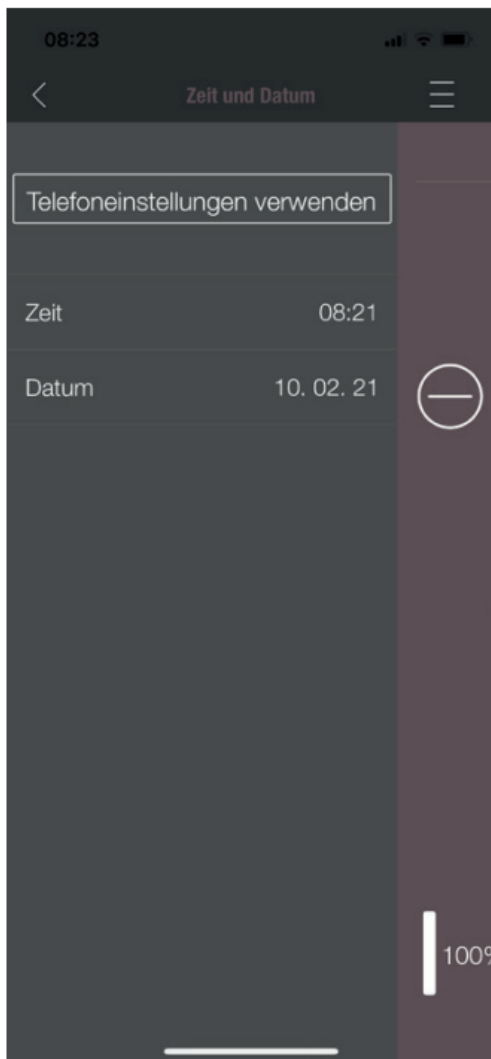 08:23
Zeit und Datum
Telefoneinstellungen verwenden
Zeit 08:21
Datum 10. 02. 21
100%